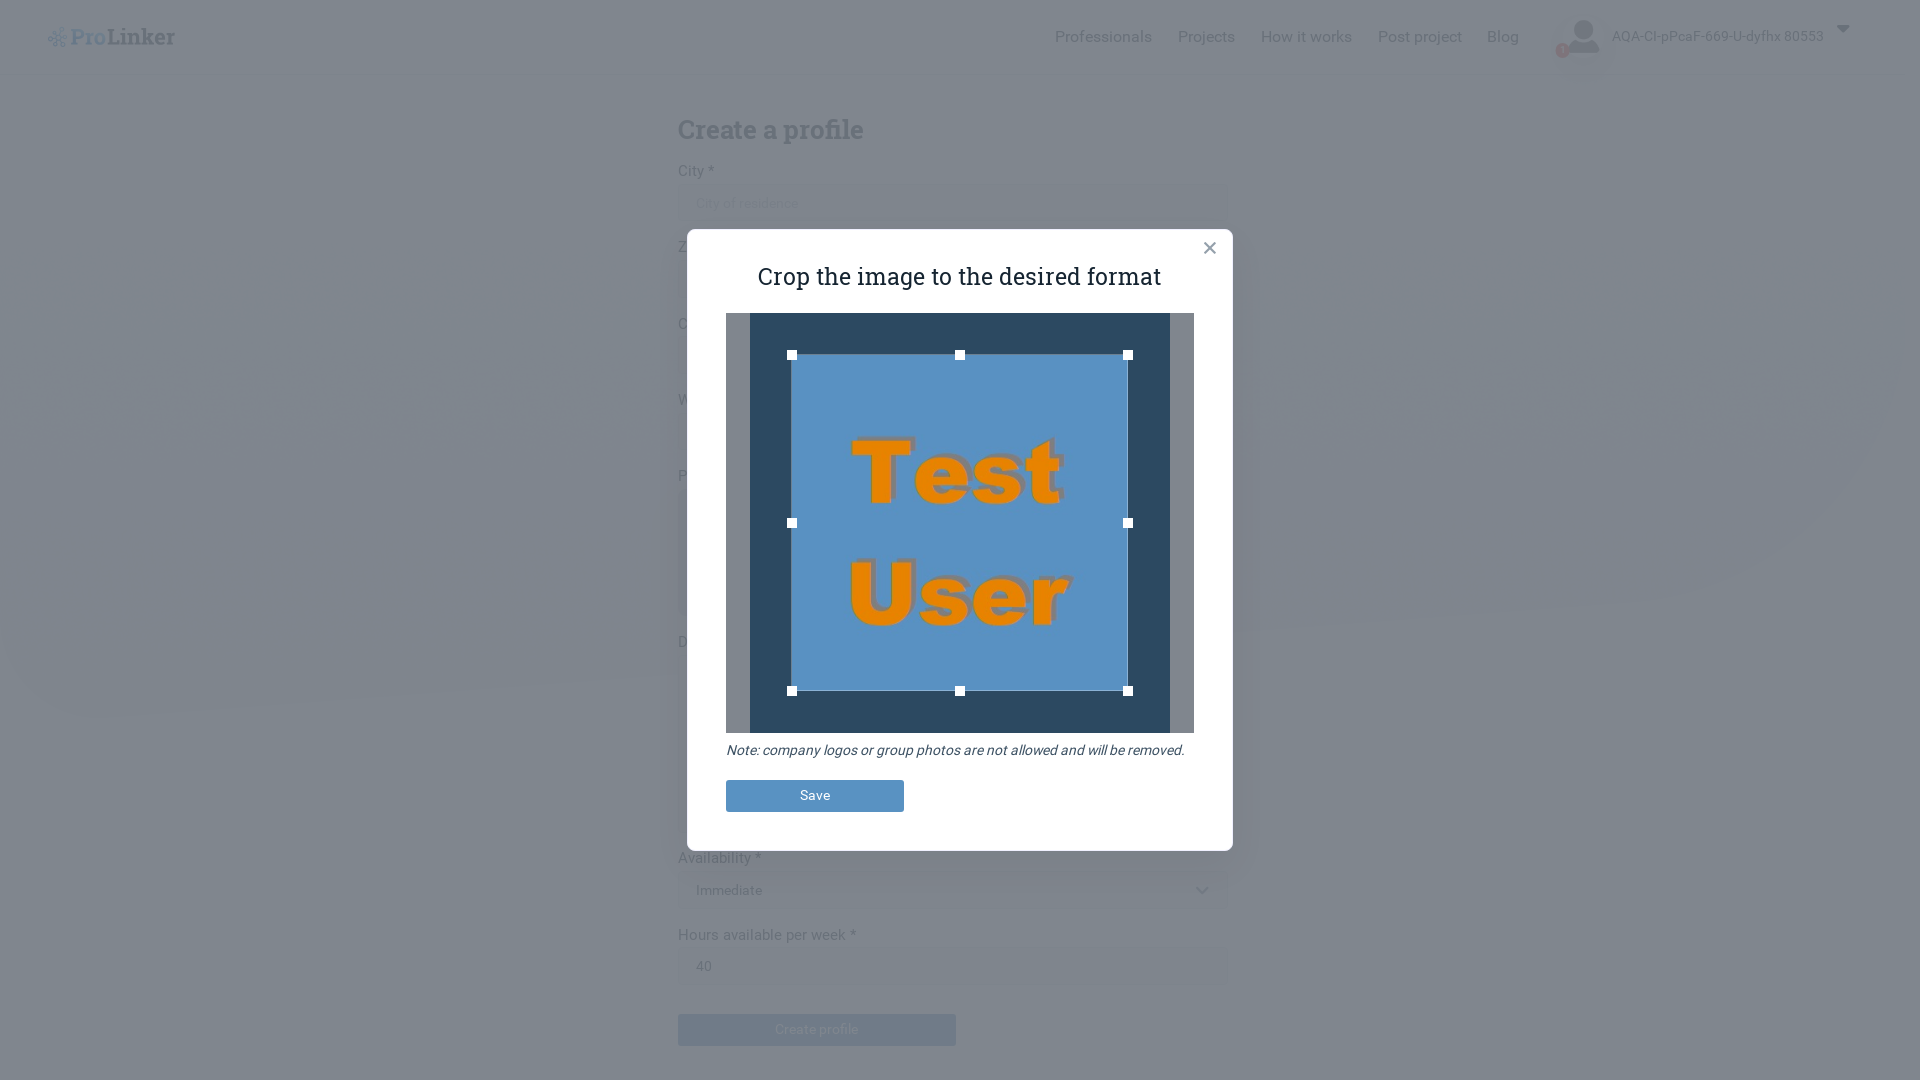 ProLinker
Professionals Projects How it works Post project Blog AQA-CI-pPcaF-669-U-dyfhx 80553
Create a profile
City *
City of residence
Z
Crop the image to the desired format
C
W
Test
P
User
D
Note: company logos or group photos are not allowed and will be removed.
Save
Availability *
Immediate
Hours available per week *
40
Create profile